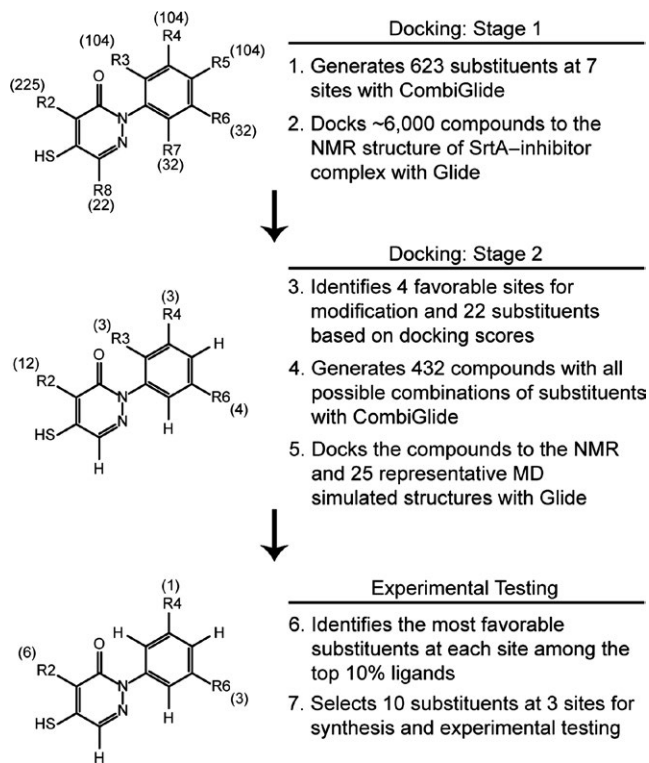 (104)
R4
(104)
R3
(104)
R5
O
(225)
R2
N
R6
(32)
HS
N
R7
(32)
R8
(22)
Docking: Stage 1
1. Generates 623 substituents at 7
sites with CombiGlide
2. Docks ~6,000 compounds to the
NMR structure of SrtA–inhibitor
complex with Glide
(3)
R4
(3)
R3
H
O
(12)
R2
N
R6
(4)
HS
N
H
H
Docking: Stage 2
3. Identifies 4 favorable sites for
modification and 22 substituents
based on docking scores
4. Generates 432 compounds with all
possible combinations of substituents
with CombiGlide
5. Docks the compounds to the NMR
and 25 representative MD
simulated structures with Glide
(1)
R4
H
H
O
(6)
R2
N
R6
(3)
HS
N
H
H
Experimental Testing
6. Identifies the most favorable
substituents at each site among the
top 10% ligands
7. Selects 10 substituents at 3 sites for
synthesis and experimental testing